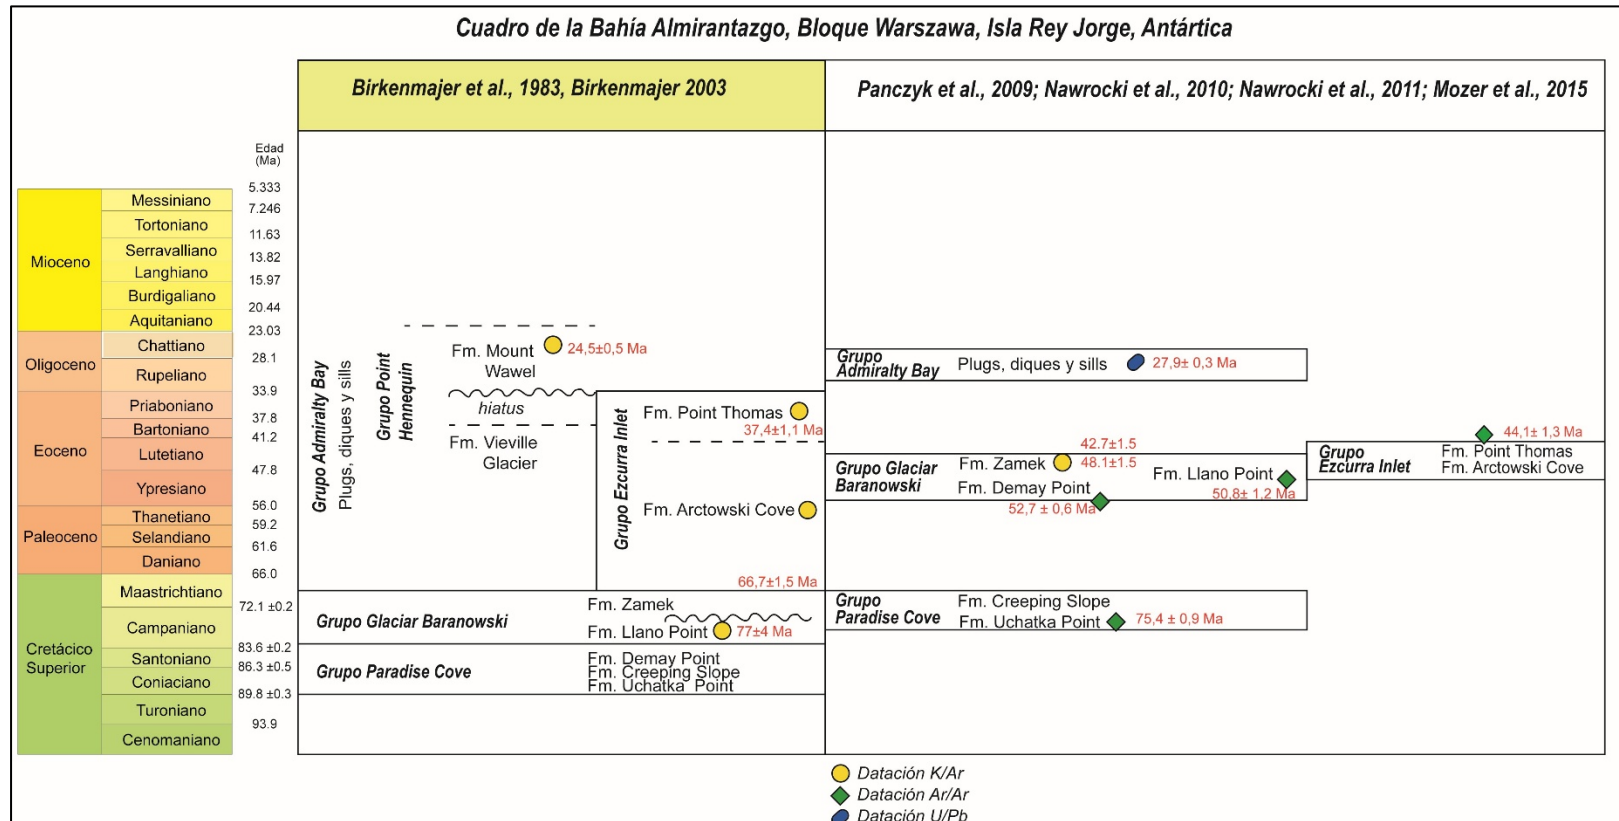 Cuadro de la Bahía Almirantazgo, Bloque Warszawa, Isla Rey Jorge, Antártica
Birkenmajer et al., 1983, Birkenmajer 2003
Panczyk et al., 2009; Nawrocki et al., 2010; Nawrocki et al., 2011; Mozer et al., 2015
Edad
(Ma)
5.333
Messiniano
7.246
Tortoniano
11.63
Serravalliano
13.82
Mioceno
Langhiano
15.97
Burdigaliano
20.44
Aquitaniano
23.03
Chattiano
28.1
Oligoceno
Rupeliano
33.9
Priaboniano
37.8
Bartoniano
41.2
Eoceno
Lutetiano
47.8
Ypresiano
56.0
Thanetiano
59.2
Paleoceno
Selandiano
61.6
Daniano
66.0
Maastrichtiano
72.1 ±0.2
Campaniano
83.6 ±0.2
Cretácico
Superior
Santoniano
86.3 ±0.5
Coniaciano
89.8 ±0.3
Turoniano
93.9
Cenomaniano
Grupo Admiralty Bay
Plugs, diques y sills
Grupo Point
Hennequin
Fm. Mount
Wawel
24,5±0,5 Ma
hiatus
Fm. Vieville
Glacier
Grupo Ezcurra Inlet
Fm. Point Thomas
37,4±1,1 Ma
Fm. Arctowski Cove
66,7±1,5 Ma
Grupo Glaciar Baranowski
Fm. Zamek
Fm. Llano Point
77±4 Ma
Grupo Paradise Cove
Fm. Demay Point
Fm. Creeping Slope
Fm. Uchatka Point
Grupo
Admiralty Bay
Plugs, diques y sills
27,9± 0,3 Ma
44,1± 1,3 Ma
Grupo
Ezcurra Inlet
Fm. Point Thomas
Fm. Arctowski Cove
42.7±1.5
Grupo Glaciar
Baranowski
Fm. Zamek
48.1±1.5
Fm. Llano Point
50,8± 1,2 Ma
Fm. Demay Point
52,7 ± 0,6 Ma
Grupo
Paradise Cove
Fm. Creeping Slope
Fm. Uchatka Point
75,4 ± 0,9 Ma
Datación K/Ar
Datación Ar/Ar
Datación U/Pb